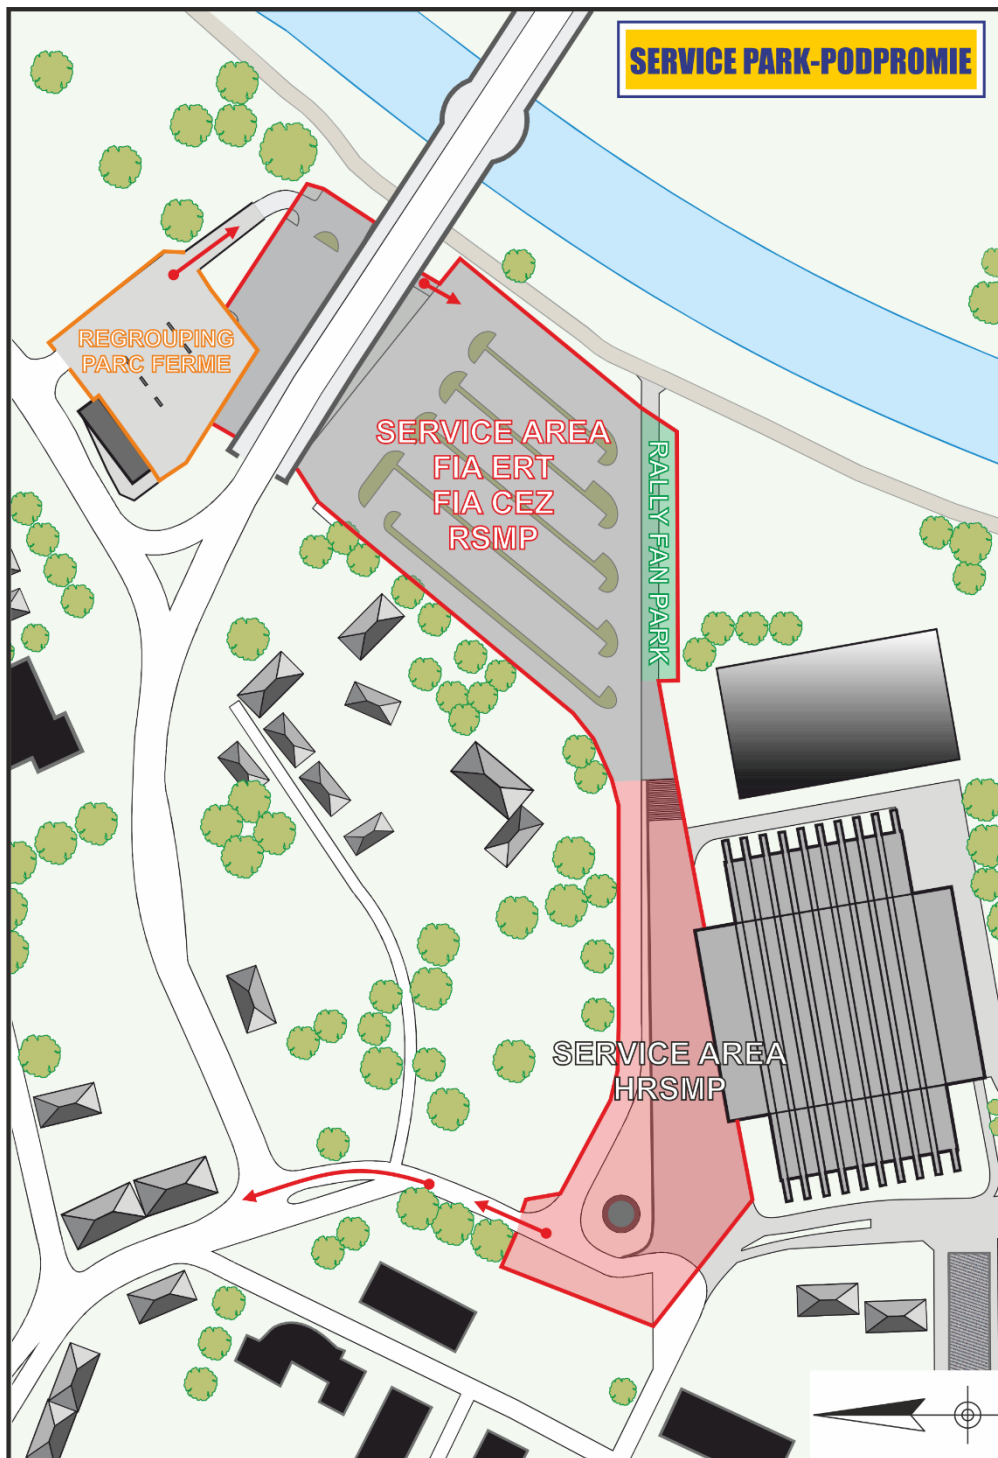 SERVICE PARK-PODPROMIE
REGROUPING
PARC FERME
SERVICE AREA
FIA ERT
FIA CEZ
RSMP
RALLY FAN PARK
SERVICE AREA
HRSMP